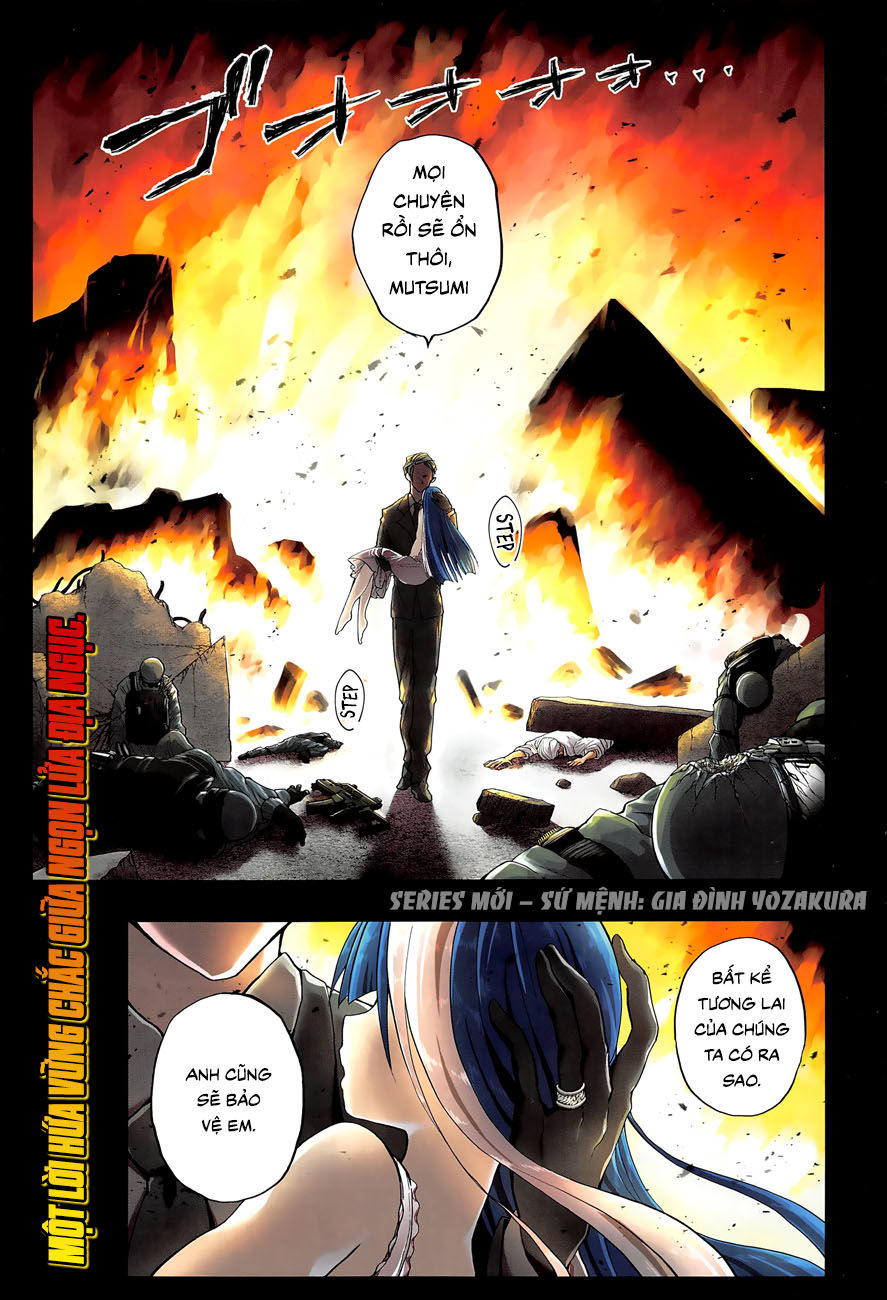 ブオオオオ...
MỌI
CHUYỆN
RỒI SẼ ỔN
THÔI,
MUTSUMI
STEP
STEP
MỘT LỜI HỨA VỮNG CHẮC GIỮA NGỌN LỬA ĐỊA NGỤC.
SERIES MỚI – SỨ MỆNH: GIA ĐÌNH YOZAKURA
BẤT KỂ
TƯƠNG LAI
CỦA CHÚNG
TA CÓ RA
SAO.
ANH CŨNG
SẼ BẢO
VỆ EM.